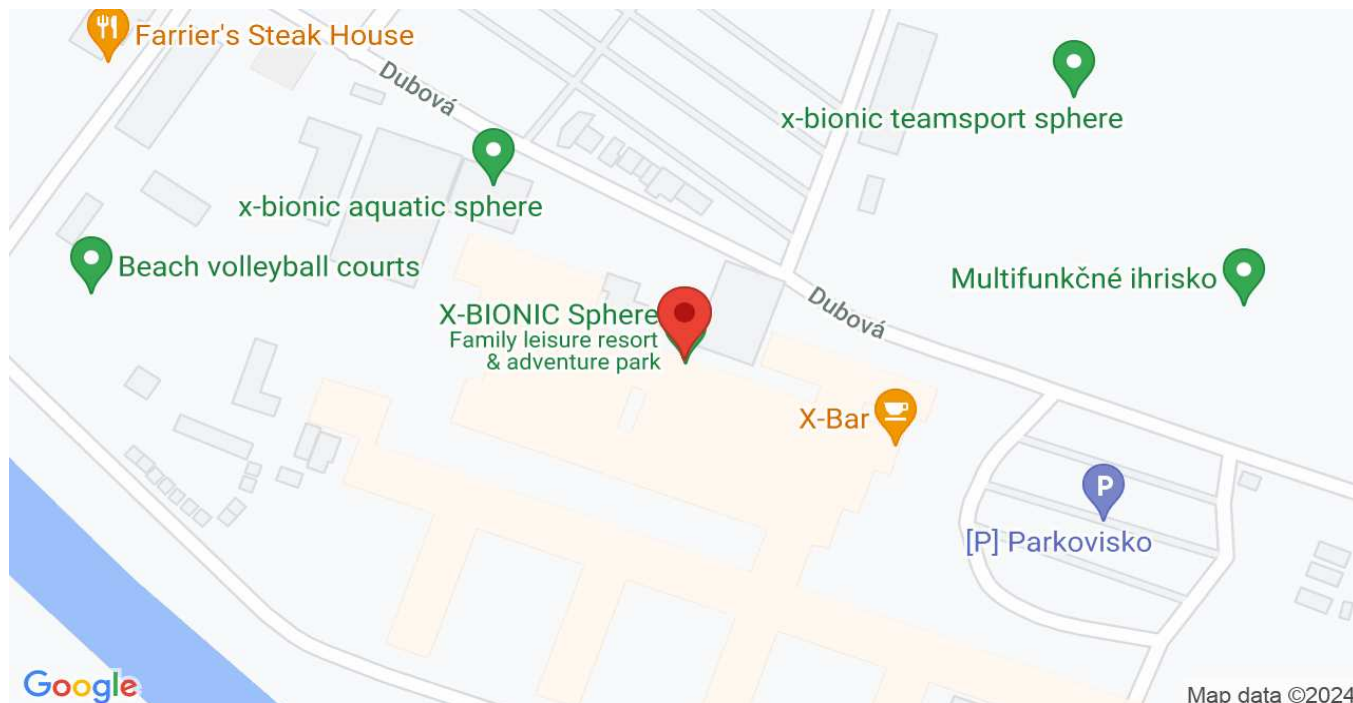 Farrier's Steak House
Dubová
x-bionic teamsport sphere
x-bionic aquatic sphere
Beach volleyball courts
Multifunkčné ihrisko
Dubová
X-BIONIC Sphere
Family leisure resort
& adventure park
X-Bar
P
[P] Parkovisko
Google
Map data ©2024